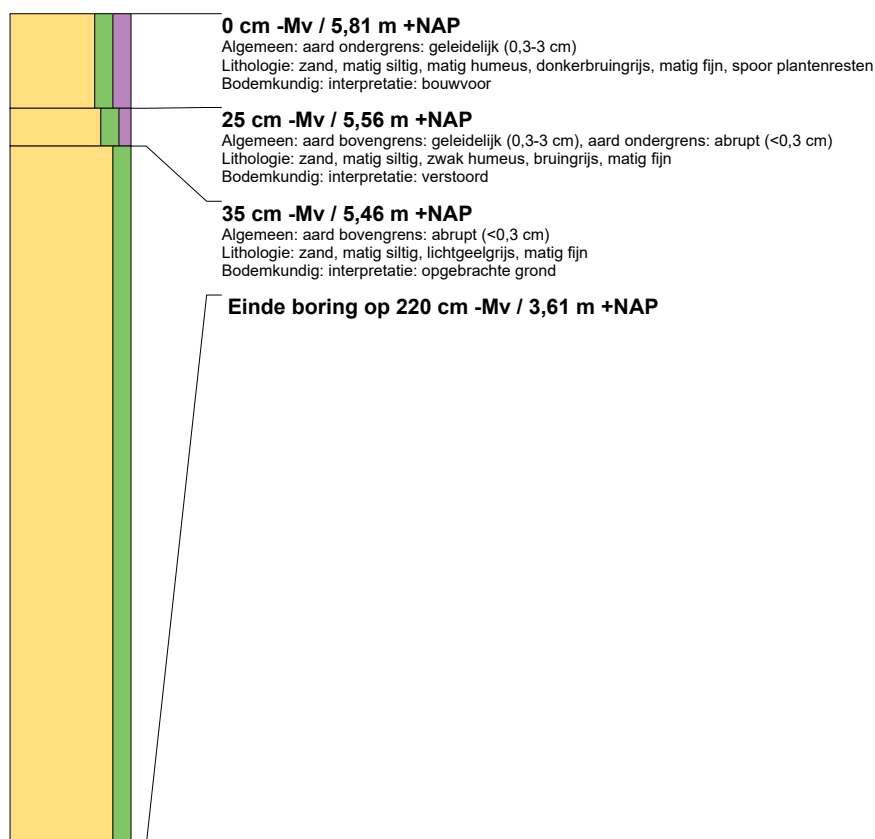 0 cm -Mv / 5,81 m +NAP
Algemeen: aard ondergrens: geleidelijk (0,3-3 cm)
Lithologie: zand, matig siltig, matig humeus, donkerbruingrijs, matig fijn, spoor plantenresten
Bodemkundig: interpretatie: bouwvoor
25 cm -Mv / 5,56 m +NAP
Algemeen: aard bovengrens: geleidelijk (0,3-3 cm), aard ondergrens: abrupt (<0,3 cm)
Lithologie: zand, matig siltig, zwak humeus, bruingrijs, matig fijn
Bodemkundig: interpretatie: verstoord
35 cm -Mv / 5,46 m +NAP
Algemeen: aard bovengrens: abrupt (<0,3 cm)
Lithologie: zand, matig siltig, lichtgeelgrijs, matig fijn
Bodemkundig: interpretatie: opgebrachte grond
Einde boring op 220 cm -Mv / 3,61 m +NAP